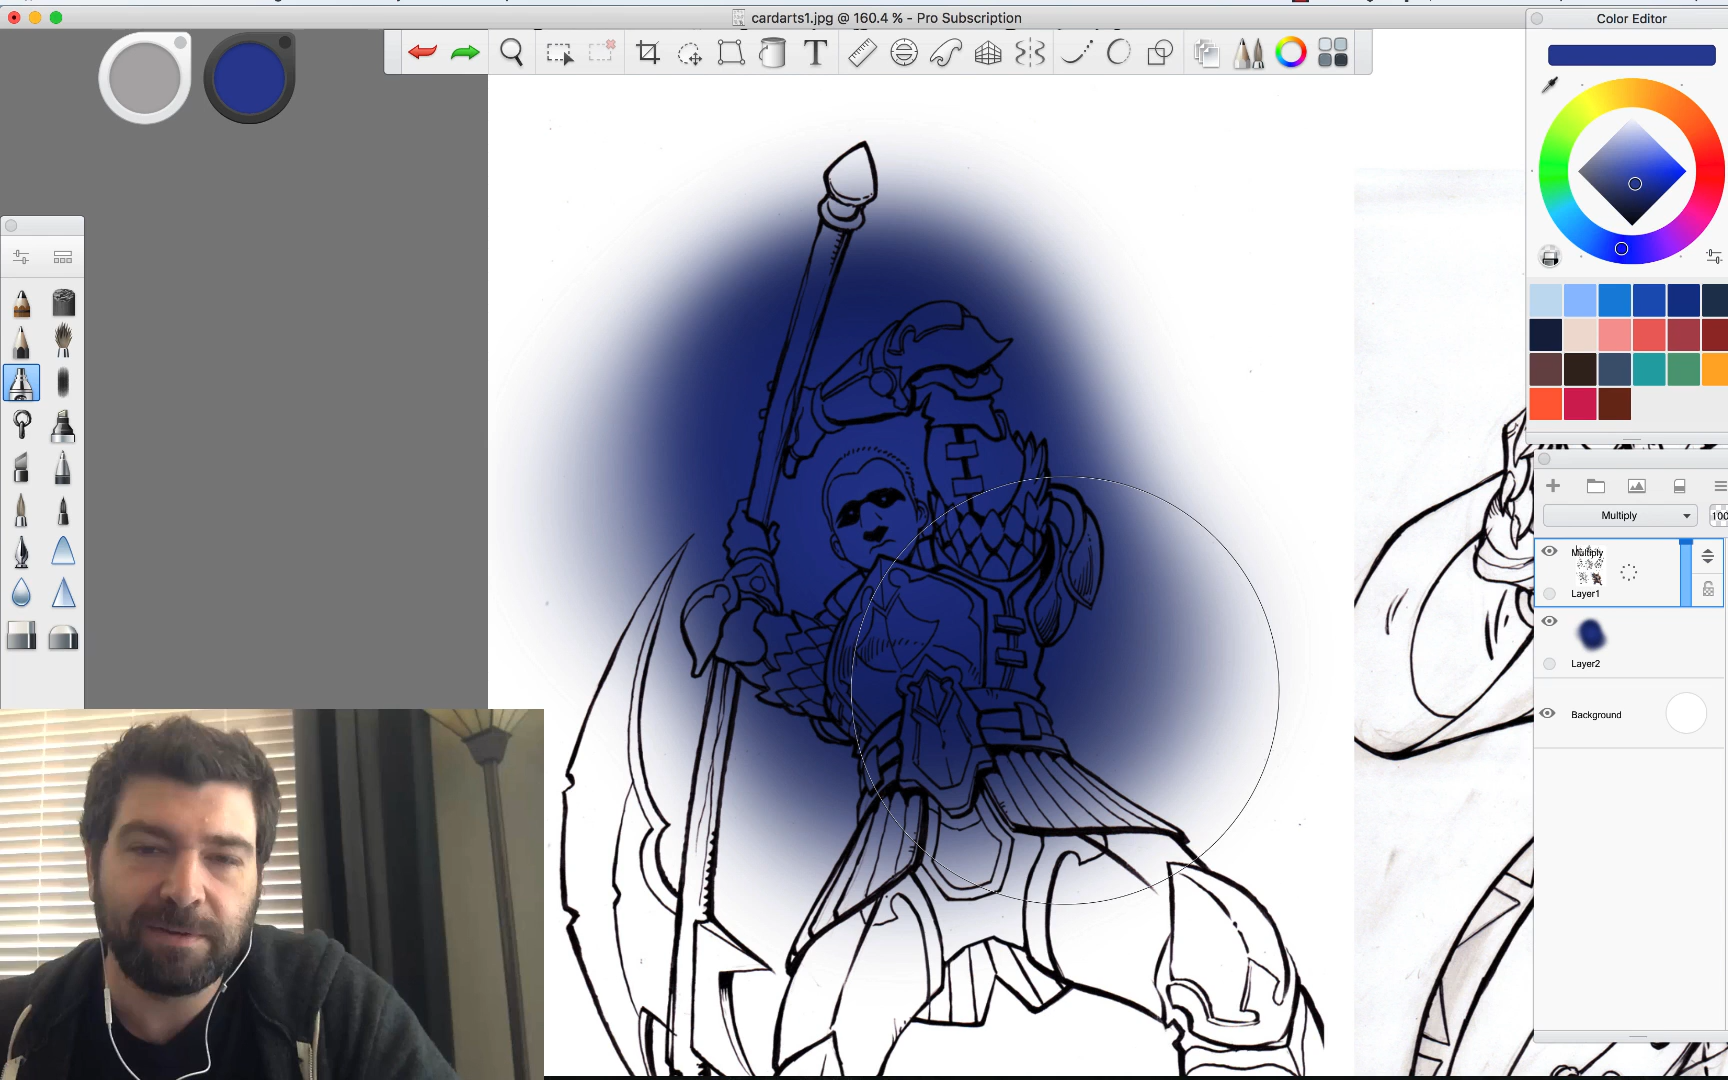 cardarts1.jpg @ 160.4 % - Pro Subscription
Color Editor
T
Multiply
100
Multiply
Layer1
Layer2
Background